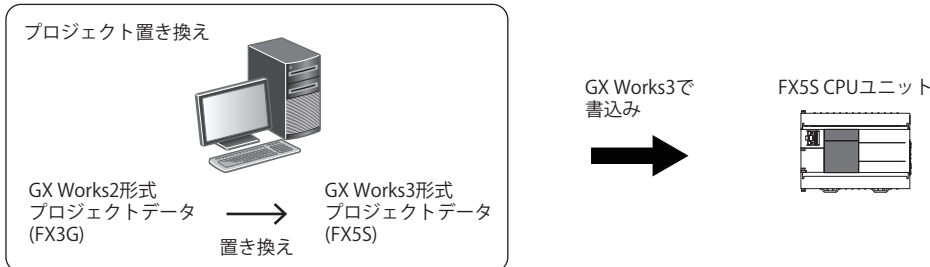 プロジェクト置き換え
GX Works2形式
プロジェクトデータ
(FX3G)
置き換え
GX Works3形式
プロジェクトデータ
(FX5S)
GX Works3で
書込み
FX5S CPUユニット